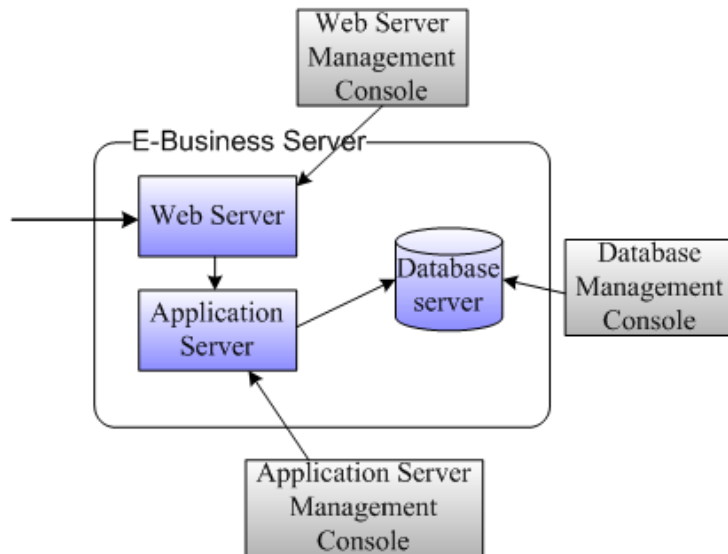 Web Server
Management
Console
E-Business Server
Web Server
Database
server
Database
Management
Console
Application
Server
Application Server
Management
Console